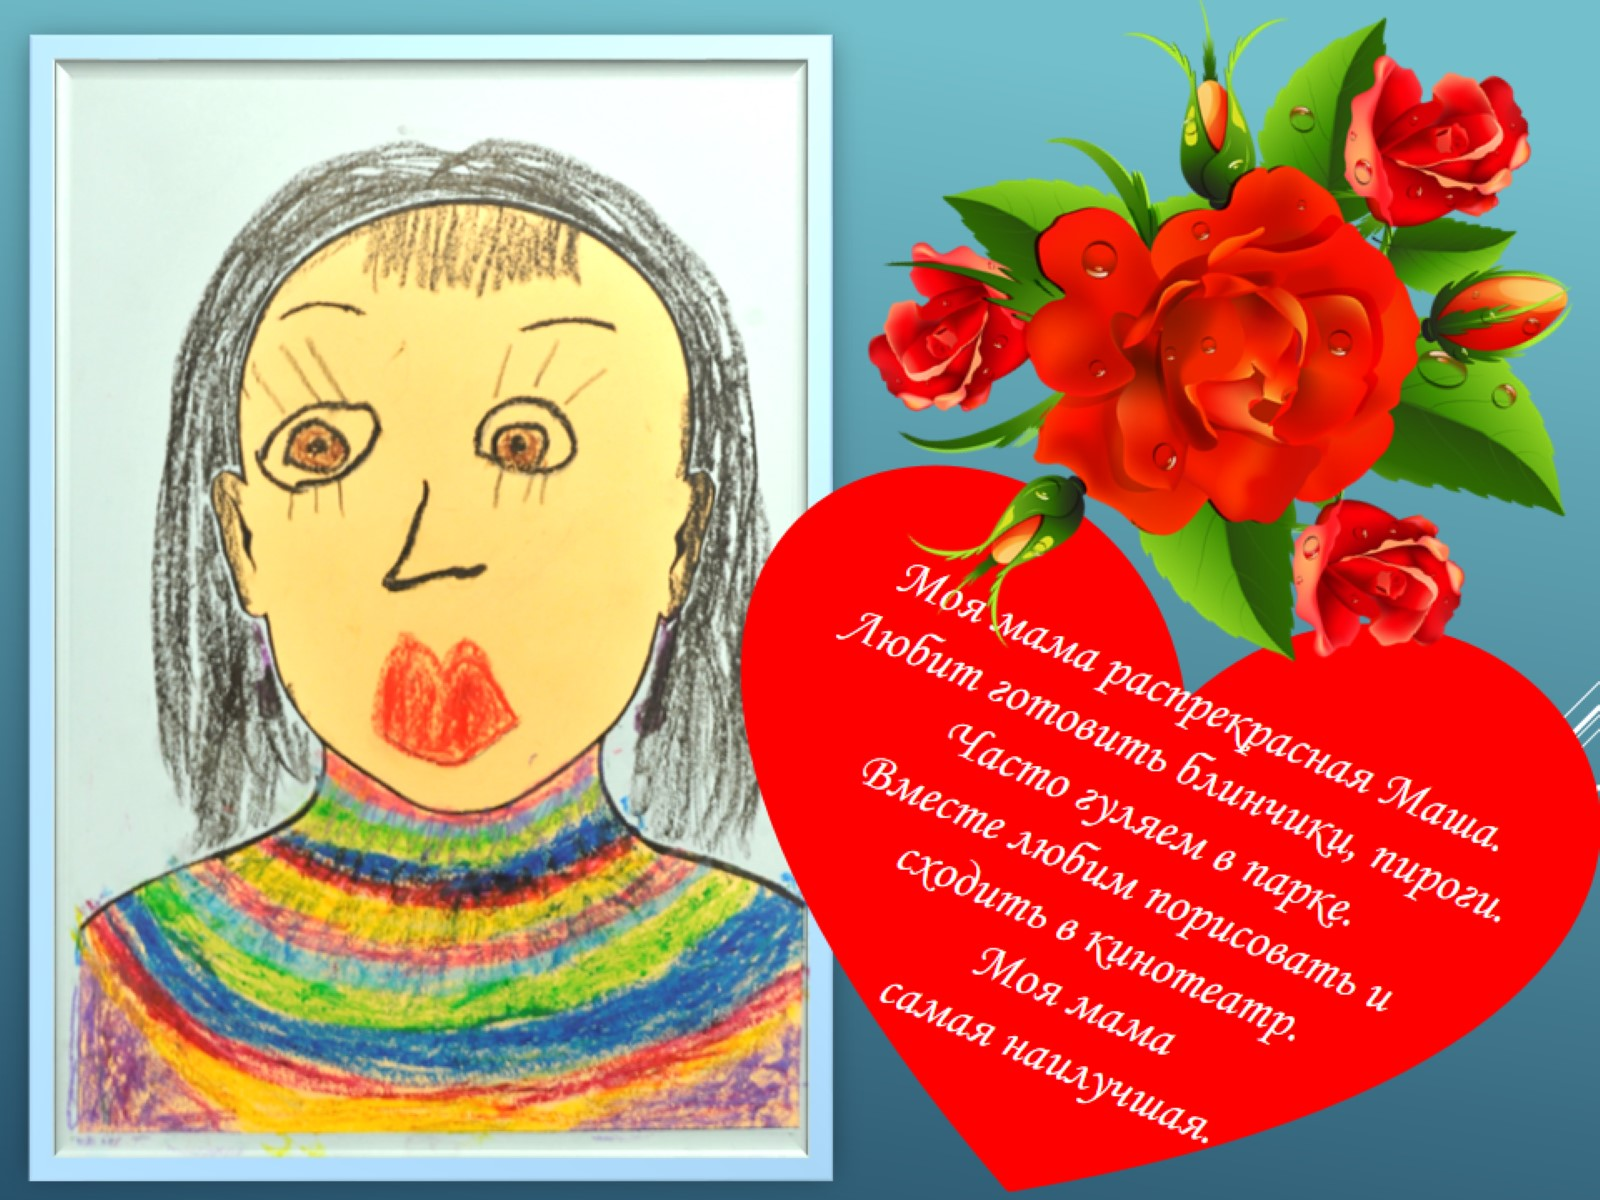 Моя мама распрекрасная Маша.
Любит готовить блинчики, пироги.
Часто гуляем в парке.
Вместе любим порисовать и
сходить в кинотеатр.
Моя мама
самая наилучшая.